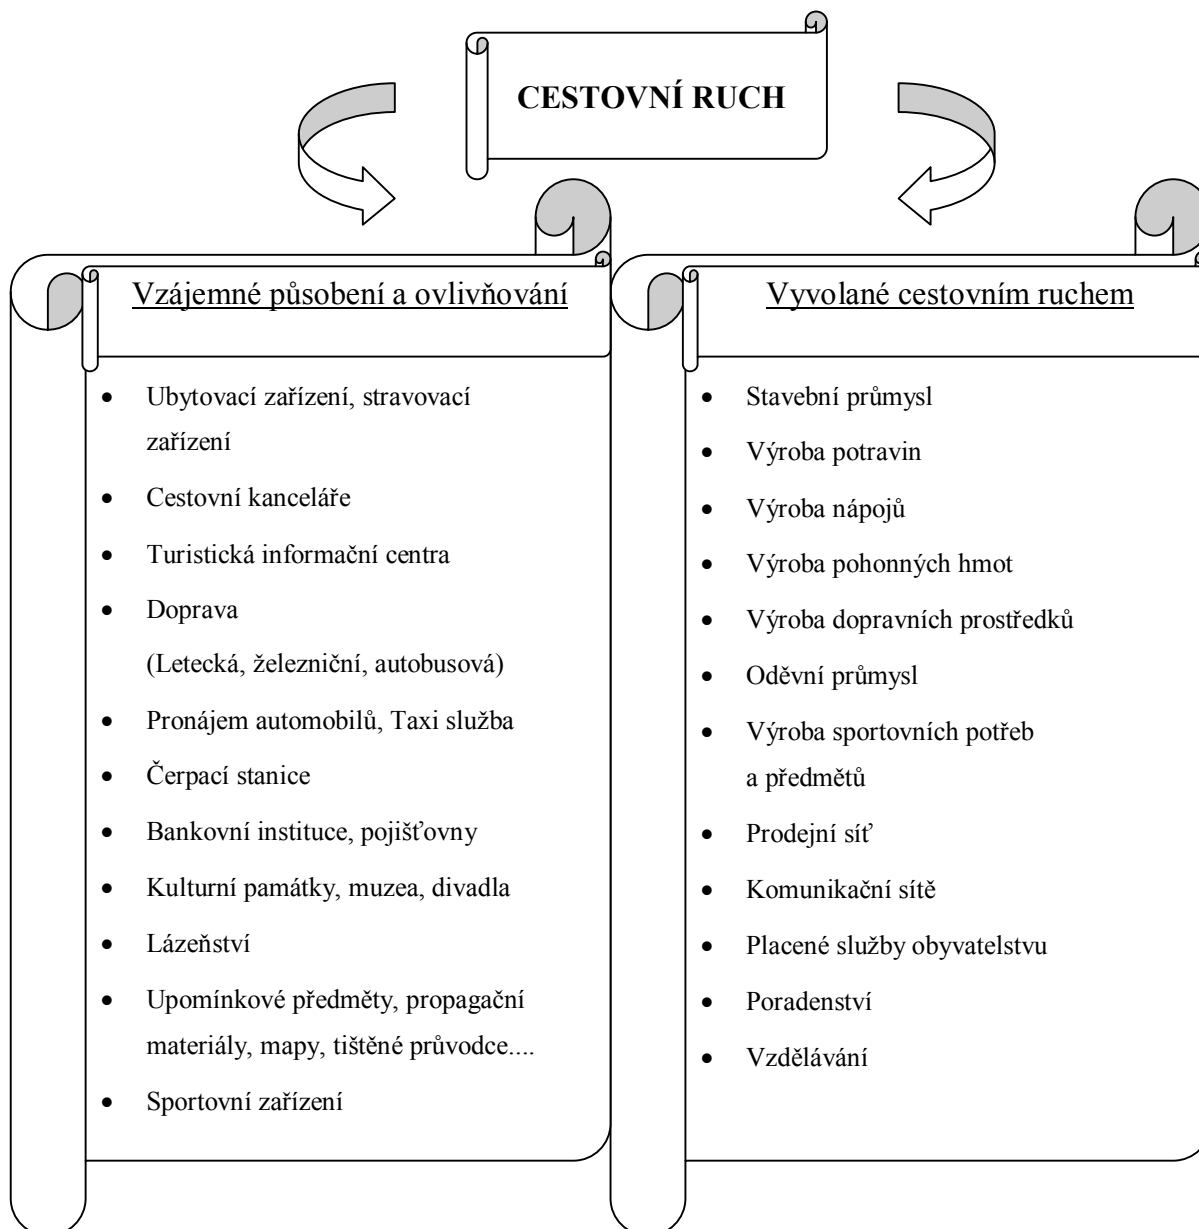 CESTOVNÍ RUCH
Vzájemné působení a ovlivňování
• Ubytovací zařízení, stravovací
zařízení
• Cestovní kanceláře
• Turistická informační centra
• Doprava
(Letecká, železniční, autobusová)
• Pronájem automobilů, Taxi služba
• Čerpací stanice
• Bankovní instituce, pojišťovny
• Kulturní památky, muzea, divadla
• Lázeňství
• Upomínkové předměty, propagační
materiály, mapy, tištěné průvodce....
• Sportovní zařízení
Vyvolané cestovním ruchem
• Stavební průmysl
• Výroba potravin
• Výroba nápojů
• Výroba pohonných hmot
• Výroba dopravních prostředků
• Oděvní průmysl
• Výroba sportovních potřeb
a předmětů
• Prodejní síť
• Komunikační sítě
• Placené služby obyvatelstvu
• Poradenství
• Vzdělávání